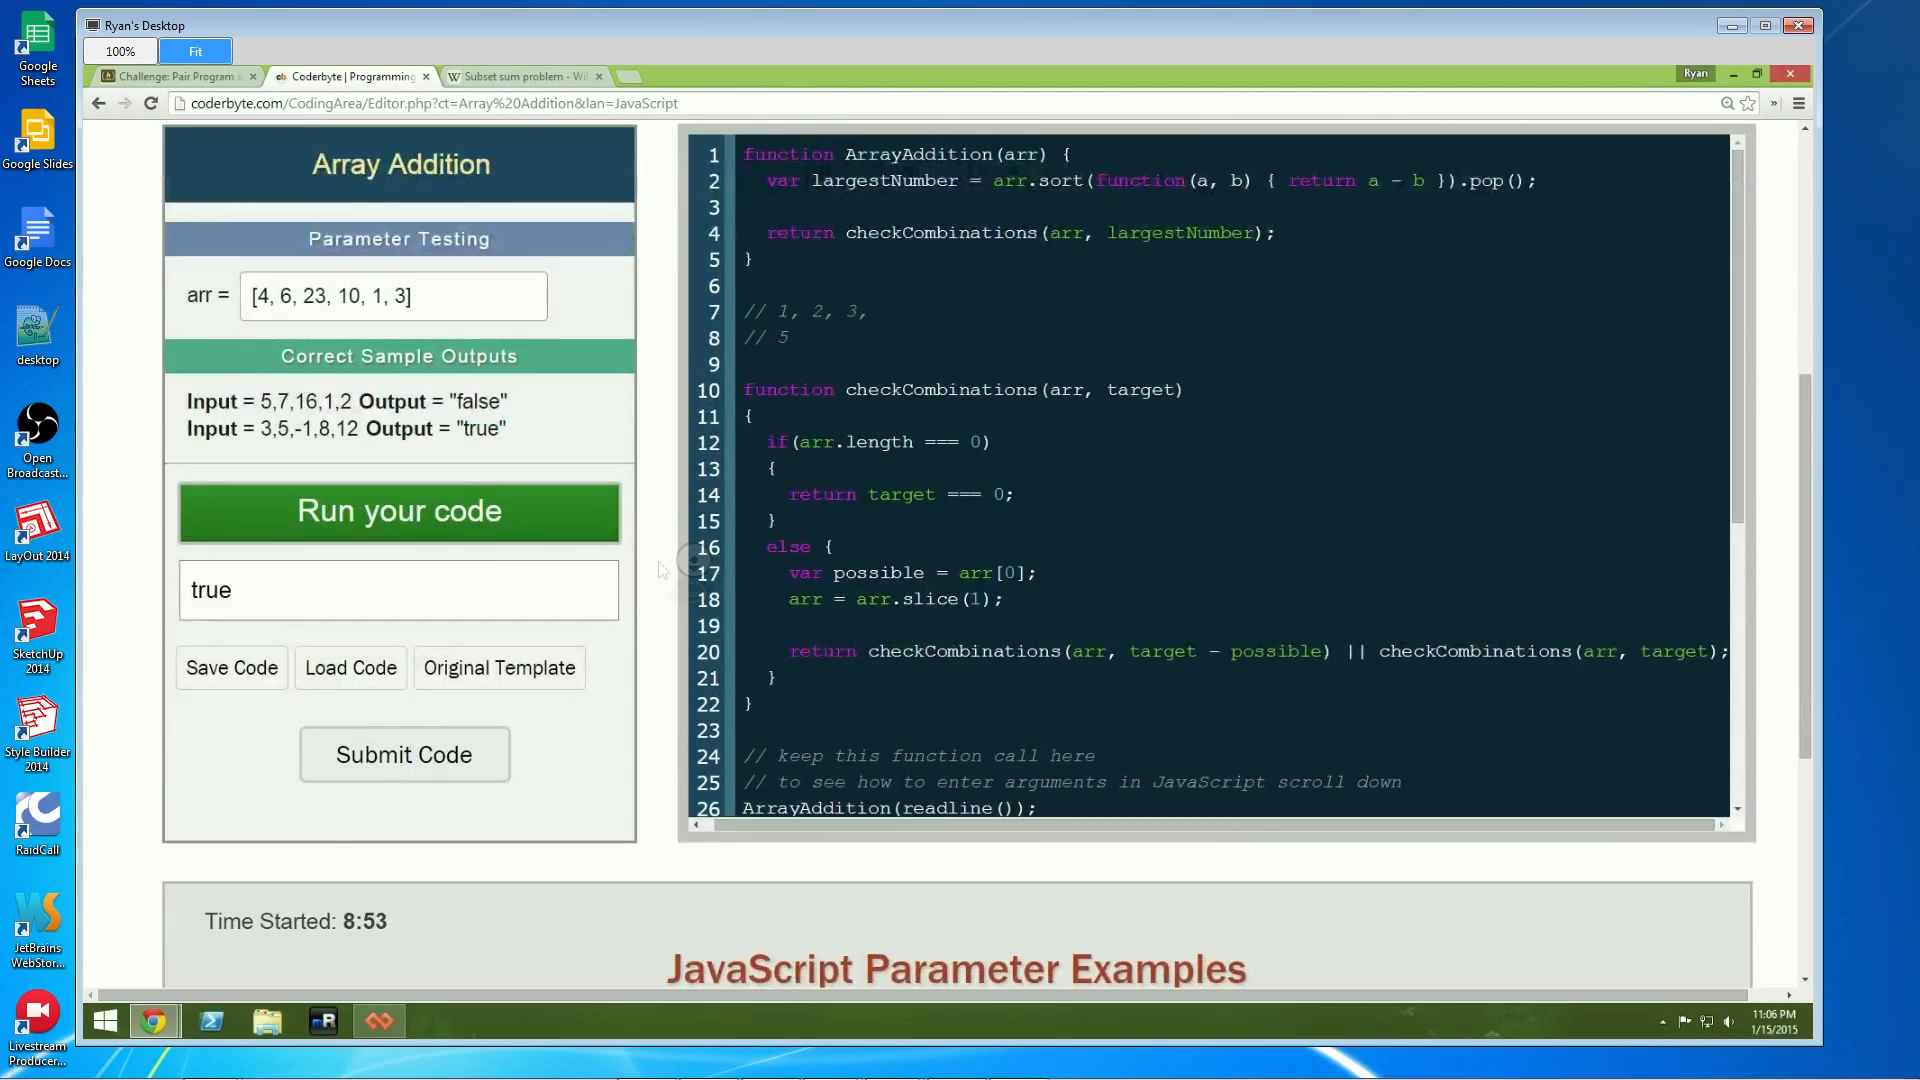 Ryan's Desktop
100%
Fit
Challenge: Pair Program
Coderbyte | Programming
Subset sum problem - Wi
Ryan
coderbyte.com/CodingArea/Editor.php?ct=Array%20Addition&lan=JavaScript
Google Sheets
Google Slides
Google Docs
desktop
Open Broadcast...
LayOut 2014
SketchUp 2014
Style Builder 2014
RaidCall
JetBrains WebStor...
Livestream Producer...
Array Addition
Parameter Testing
arr = [4, 6, 23, 10, 1, 3]
Correct Sample Outputs
Input = 5,7,16,1,2 Output = "false"
Input = 3,5,-1,8,12 Output = "true"
Run your code
true
Save Code
Load Code
Original Template
Submit Code
1 function ArrayAddition(arr) {
2 var largestNumber = arr.sort(function(a, b) { return a - b }).pop();
3
4 return checkCombinations(arr, largestNumber);
5 }
6
7 // 1, 2, 3,
8 // 5
9
10 function checkCombinations(arr, target)
11 {
12 if(arr.length === 0)
13 {
14 return target === 0;
15 }
16 else {
17 var possible = arr[0];
18 arr = arr.slice(1);
19
20 return checkCombinations(arr, target - possible) || checkCombinations(arr, target);
21 }
22 }
23
24 // keep this function call here
25 // to see how to enter arguments in JavaScript scroll down
26 ArrayAddition(readline());
Time Started: 8:53
JavaScript Parameter Examples
11:06 PM
1/15/2015